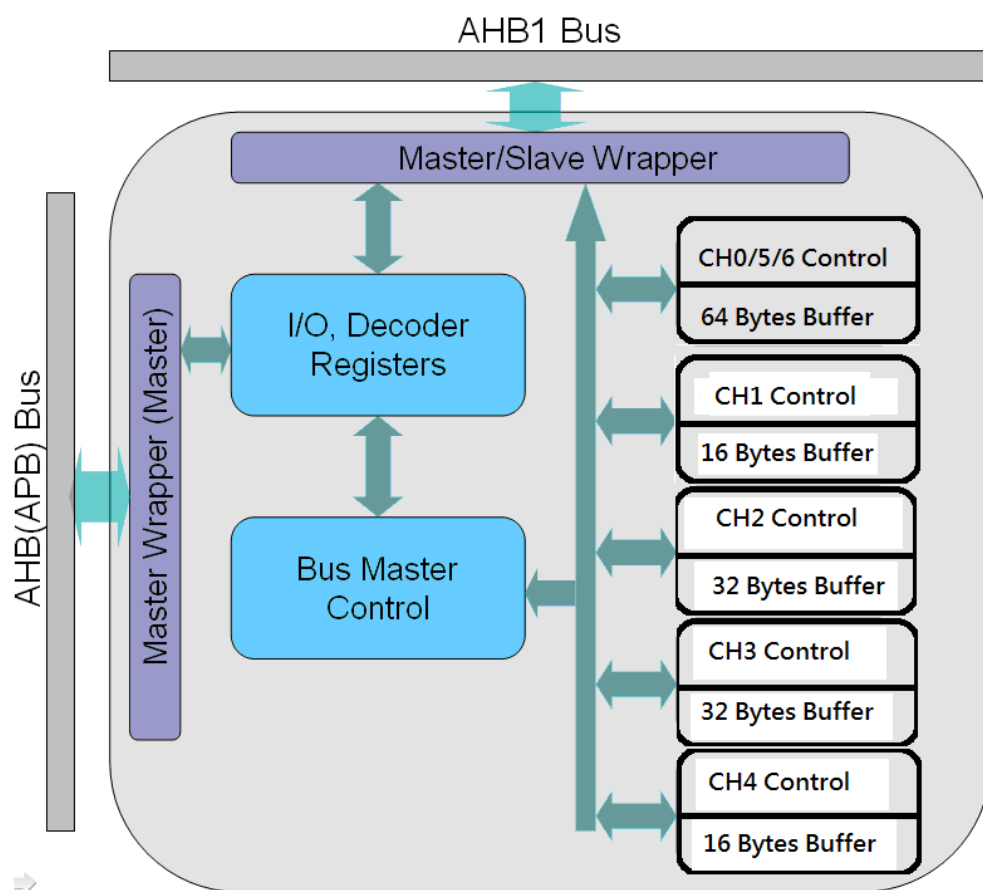 AHB1 Bus
Master/Slave Wrapper
AHB(APB) Bus
Master Wrapper (Master)
I/O, Decoder
Registers
Bus Master
Control
CH0/5/6 Control
64 Bytes Buffer
CH1 Control
16 Bytes Buffer
CH2 Control
32 Bytes Buffer
CH3 Control
32 Bytes Buffer
CH4 Control
16 Bytes Buffer